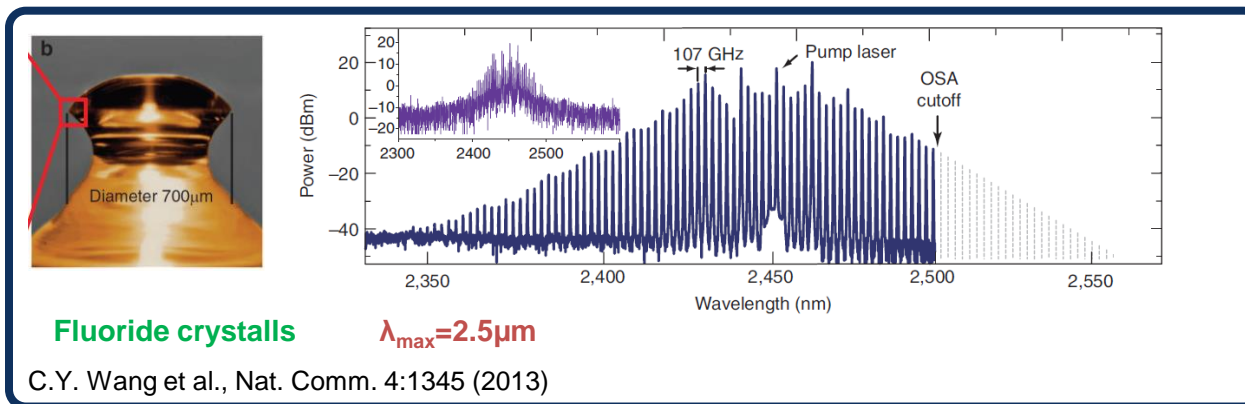 b
Diameter 700μm
20
10
0
−10
−20
2300 2400 2500
107 GHz
Pump laser
OSA
cutoff
20
0
−20
−40
Power (dBm)
2,350 2,400 2,450 2,500 2,550
Wavelength (nm)
Fluoride crystalls λmax=2.5μm
C.Y. Wang et al., Nat. Comm. 4:1345 (2013)